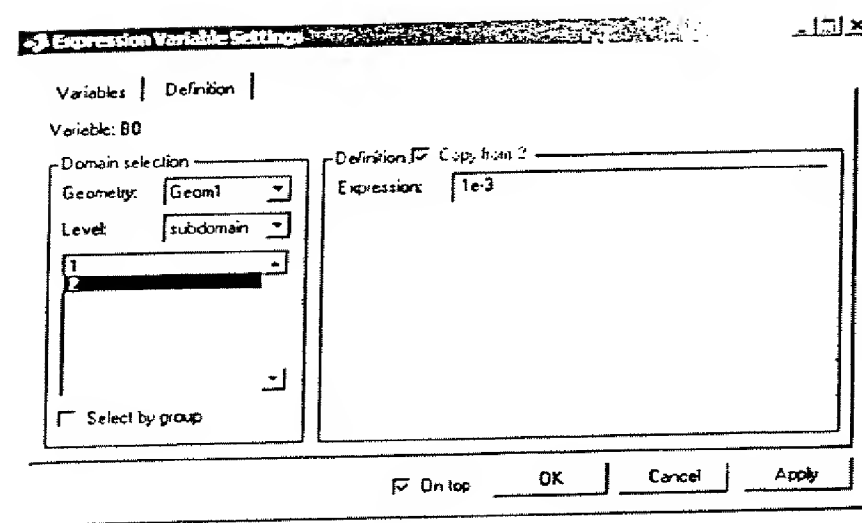 Expression Variable Settings
Variables Definition
Variable: B0
Domain selection
Geometry: Geom1
Level: subdomain
1
2
Select by group
Definition Copy from 2
Expression: 1e-3
On top OK Cancel Apply